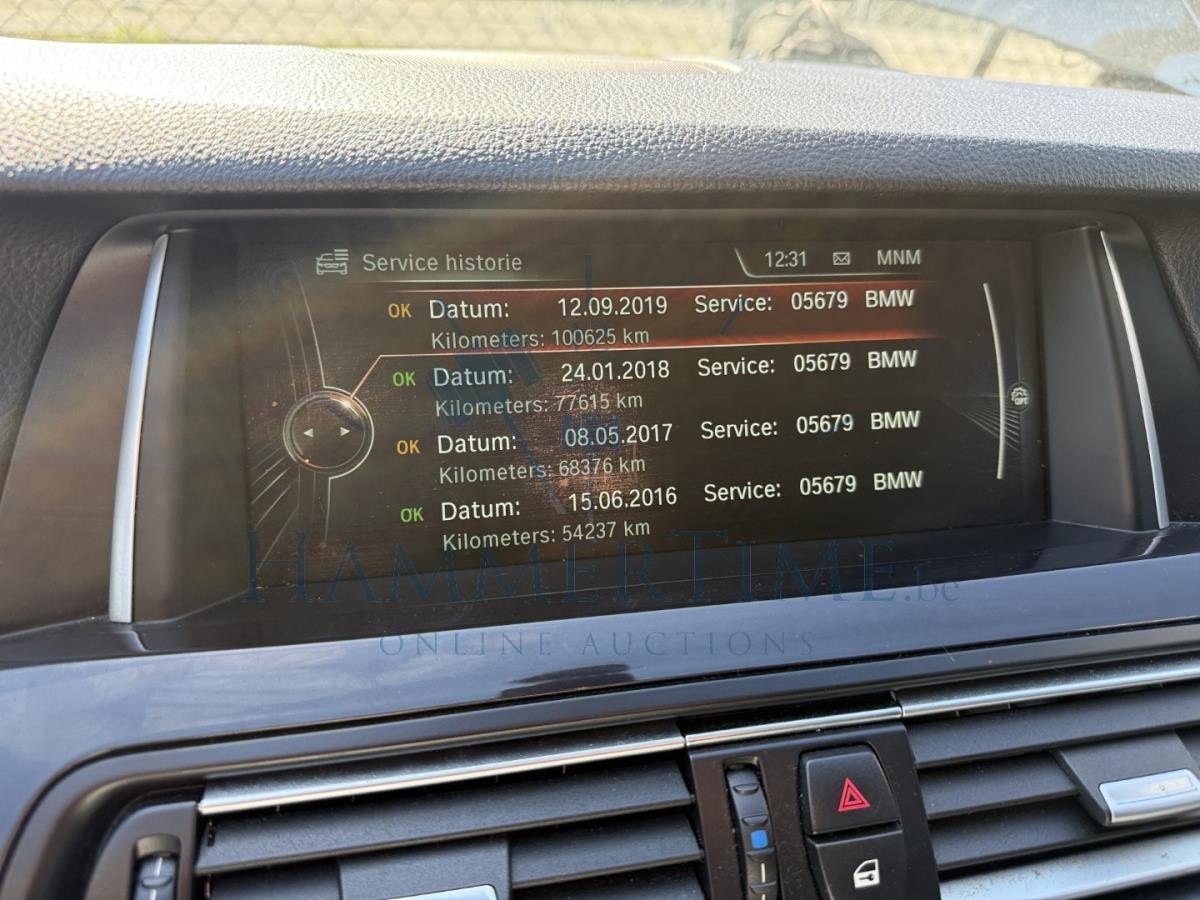 Service historie 12:31 MNM
OK Datum: 12.09.2019 Service: 05679 BMW
Kilometers: 100625 km
OK Datum: 24.01.2018 Service: 05679 BMW
Kilometers: 77615 km
OK Datum: 08.05.2017 Service: 05679 BMW
Kilometers: 68376 km
OK Datum: 15.06.2016 Service: 05679 BMW
Kilometers: 54237 km
OPT
HAMMERTIME.be
ONLINE AUCTIONS